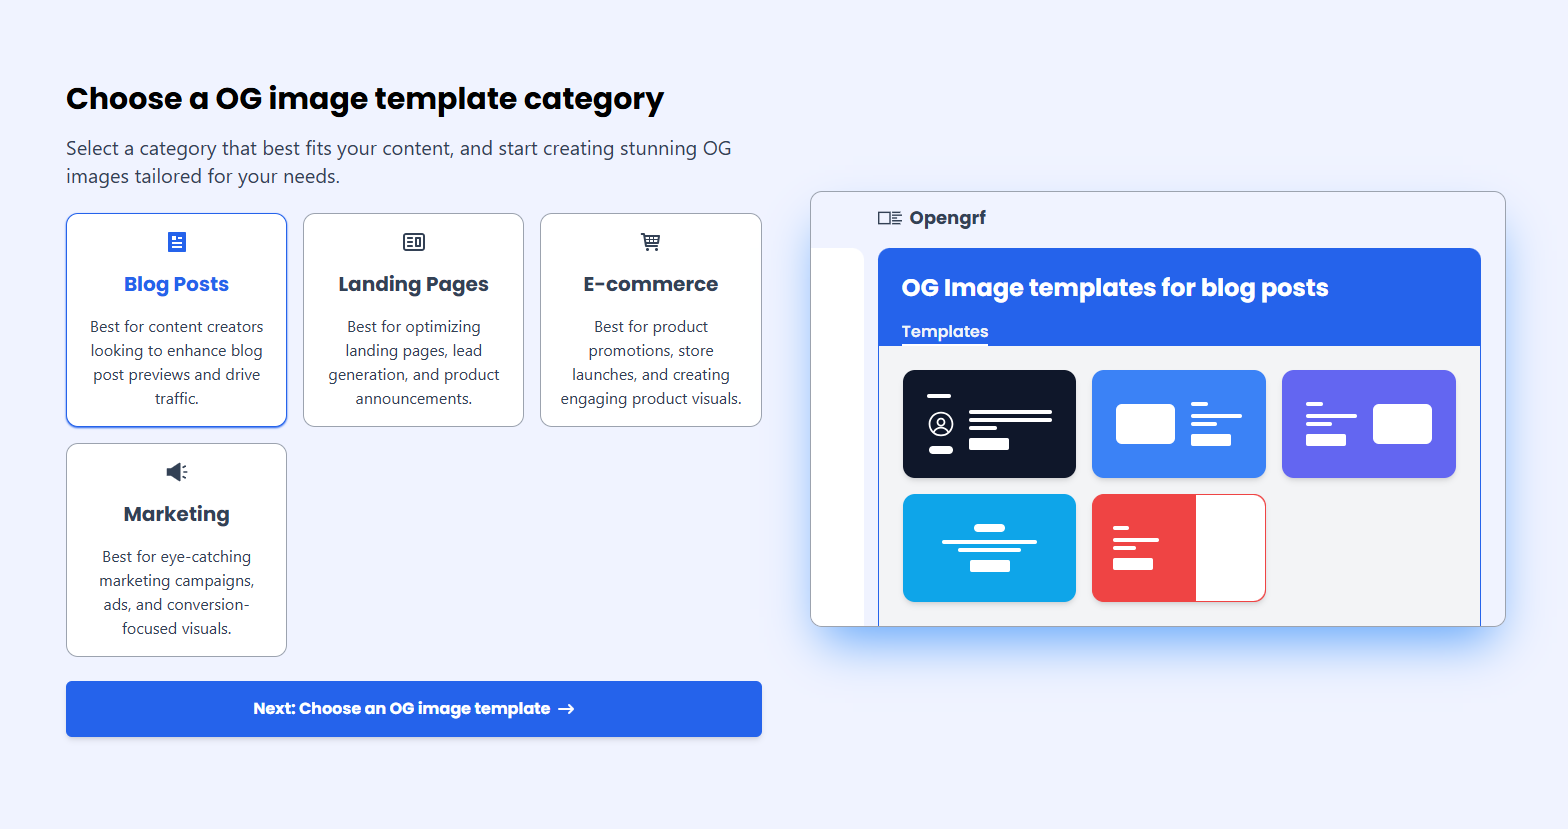 Choose a OG image template category
Select a category that best fits your content, and start creating stunning OG
images tailored for your needs.
Blog Posts
Best for content creators
looking to enhance blog
post previews and drive
traffic.
Landing Pages
Best for optimizing
landing pages, lead
generation, and product
announcements.
E-commerce
Best for product
promotions, store
launches, and creating
engaging product visuals.
Marketing
Best for eye-catching
marketing campaigns,
ads, and conversion-
focused visuals.
Next: Choose an OG image template →
Opengrf
OG Image templates for blog posts
Templates